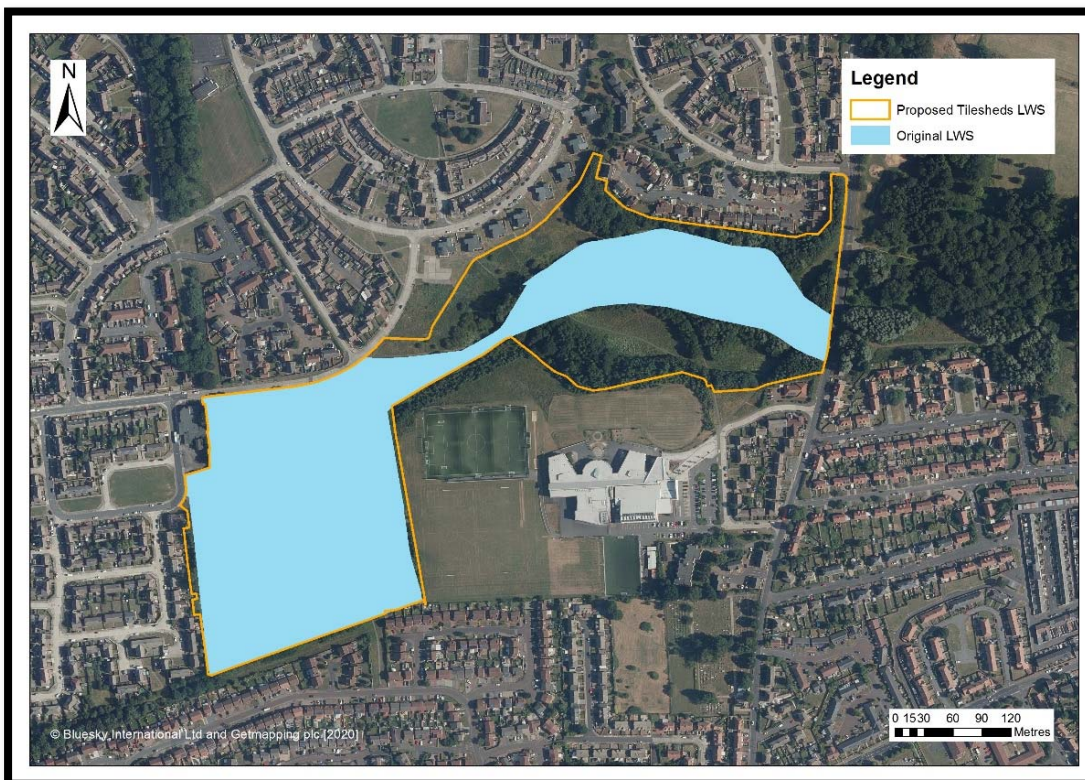 N
Legend
Proposed Tilesheds LWS
Original LWS
© Bluesky International Ltd and Getmapping plc [2020]
0 15 30 60 90 120
Metres